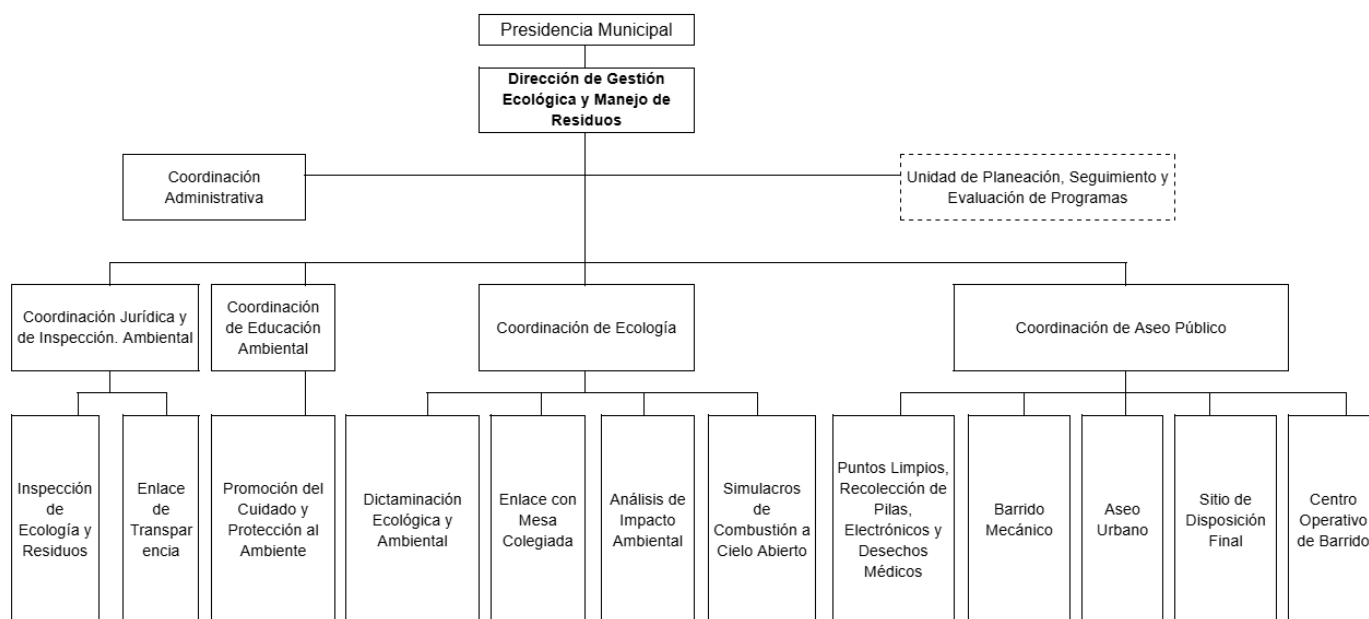 Presidencia Municipal
Dirección de Gestión
Ecológica y Manejo de
Residuos
Coordinación
Administrativa
Unidad de Planeación, Seguimiento y
Evaluación de Programas
Coordinación Jurídica y
de Inspección. Ambiental
Coordinación
de Educación
Ambiental
Coordinación de Ecología
Coordinación de Aseo Público
Inspección
de
Ecología y
Residuos
Enlace
de
Transpar
encia
Promoción del
Cuidado y
Protección al
Ambiente
Dictaminación
Ecológica y
Ambiental
Enlace con
Mesa
Colegiada
Análisis de
Impacto
Ambiental
Simulacros de
Combustión a
Cielo Abierto
Puntos Limpios,
Recolección de
Pilas,
Electrónicos y
Desechos
Médicos
Barrido
Mecánico
Aseo
Urbano
Sitio de
Disposición
Final
Centro
Operativo
de Barrido